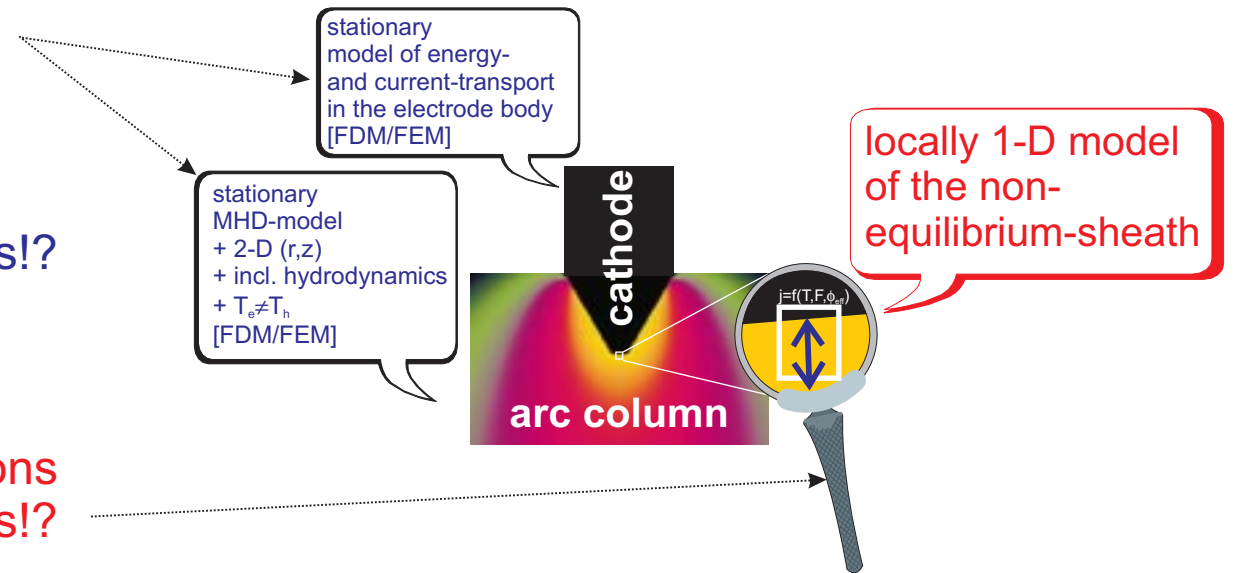 stationary
model of energy-
and current-transport
in the electrode body
[FDM/FEM]
stationary
MHD-model
+ 2-D (r,z)
+ incl. hydrodynamics
+ Tₑ≠Tₕ
[FDM/FEM]
s!?
cathode
arc column
j=f(T,F,ϕeff)
locally 1-D model
of the non-
equilibrium-sheath
ons
s!?